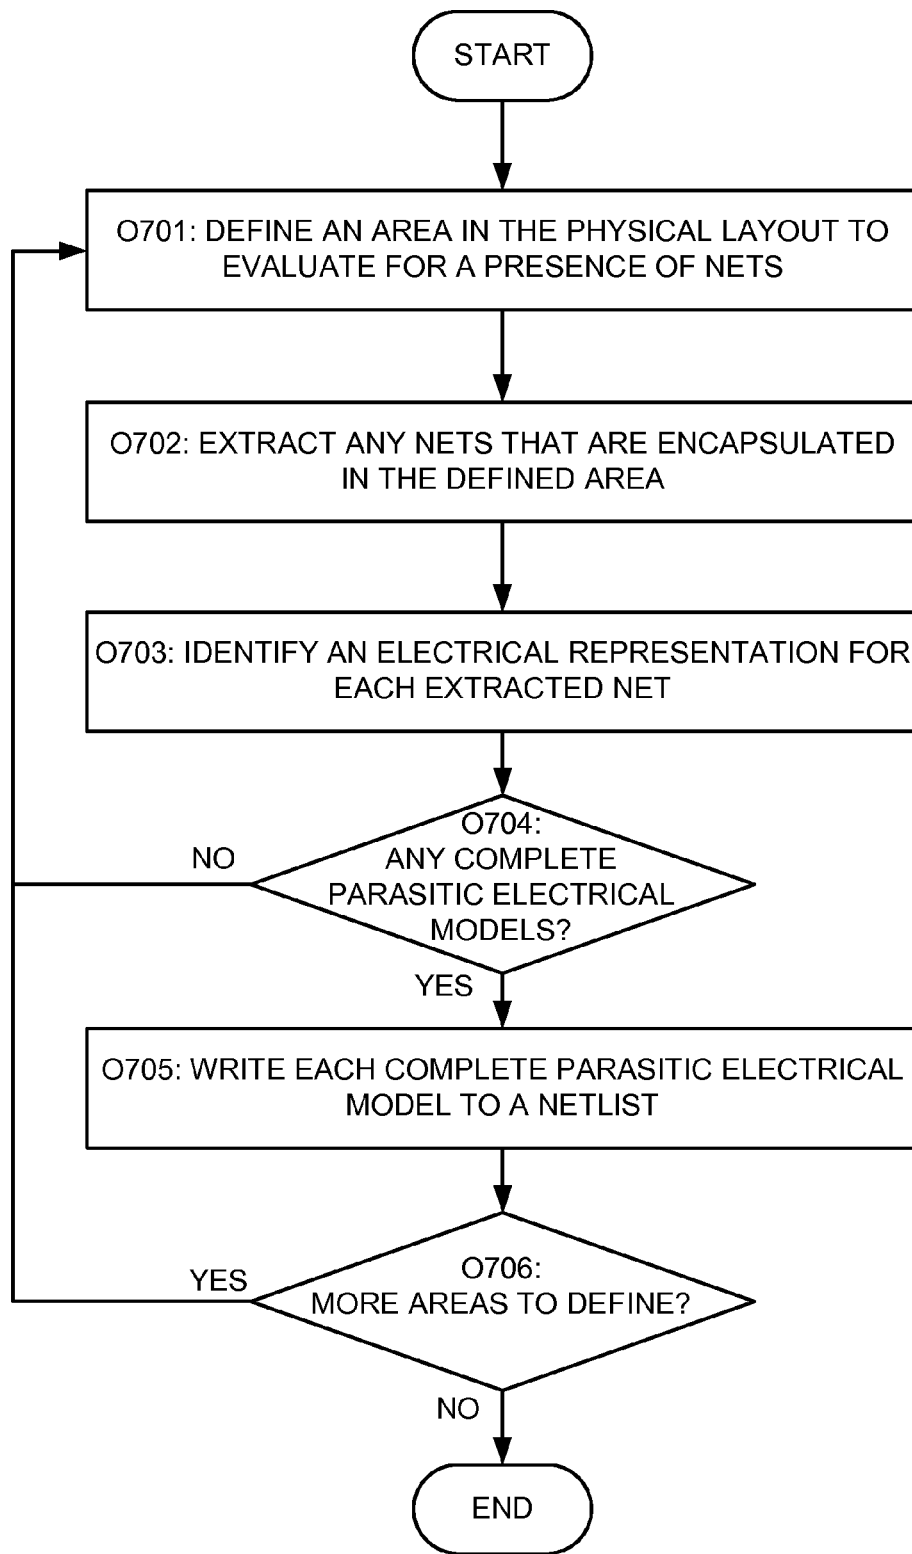 START
O701: DEFINE AN AREA IN THE PHYSICAL LAYOUT TO
EVALUATE FOR A PRESENCE OF NETS
O702: EXTRACT ANY NETS THAT ARE ENCAPSULATED
IN THE DEFINED AREA
O703: IDENTIFY AN ELECTRICAL REPRESENTATION FOR
EACH EXTRACTED NET
O704:
ANY COMPLETE
PARASITIC ELECTRICAL
MODELS?
NO
YES
O705: WRITE EACH COMPLETE PARASITIC ELECTRICAL
MODEL TO A NETLIST
O706:
MORE AREAS TO DEFINE?
YES
NO
END